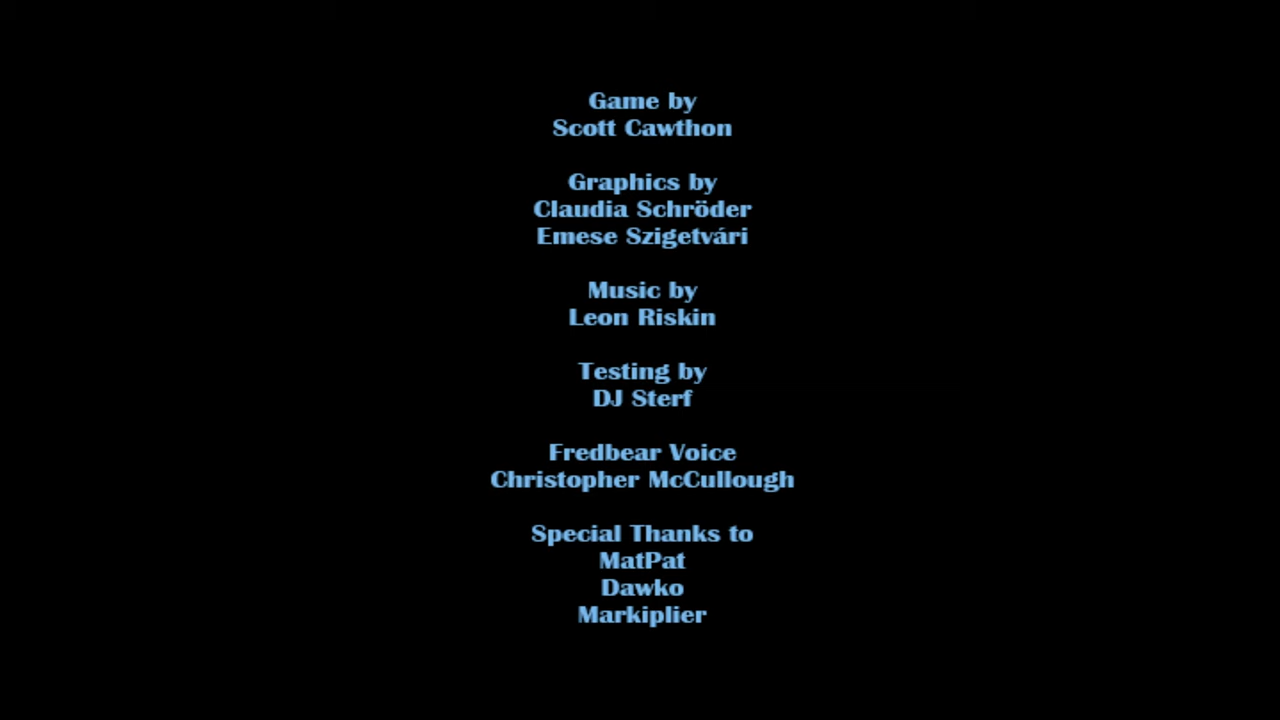 Game by
Scott Cawthon
Graphics by
Claudia Schröder
Emese Szigetvári
Music by
Leon Riskin
Testing by
DJ Sterf
Fredbear Voice
Christopher McCullough
Special Thanks to
MatPat
Dawko
Markiplier